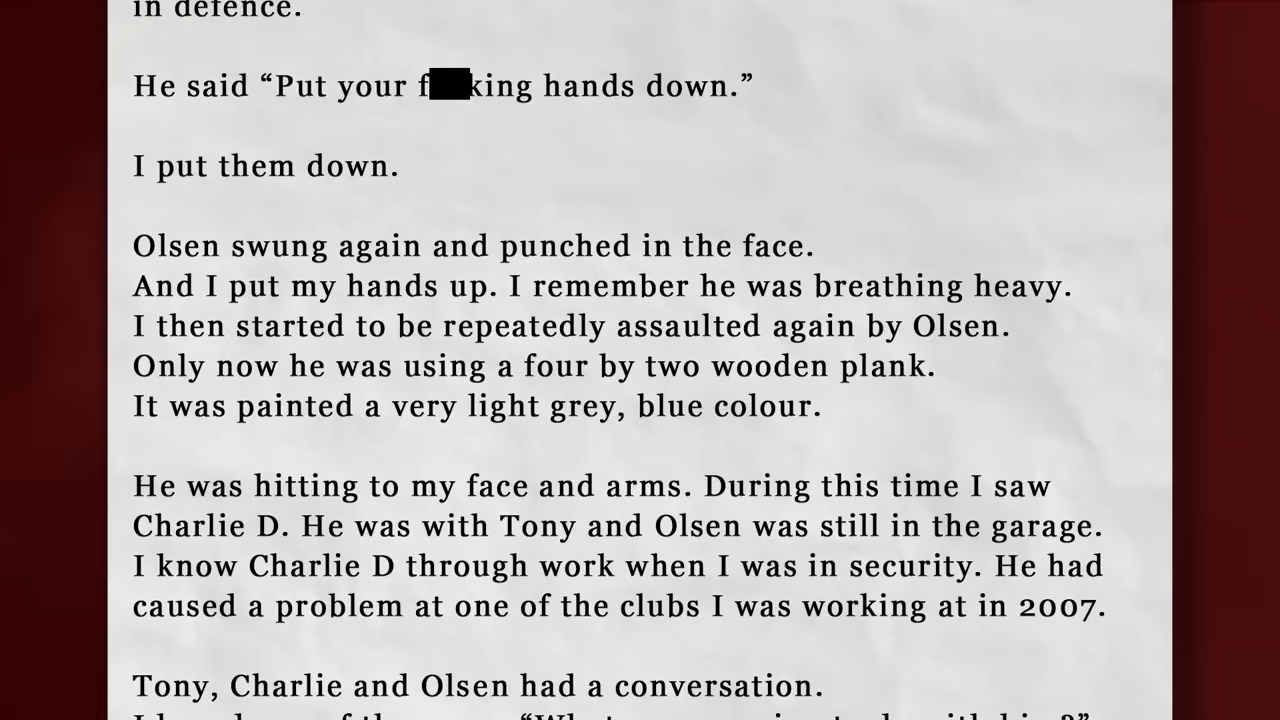 in defence.
He said “Put your f king hands down.”
I put them down.
Olsen swung again and punched in the face.
And I put my hands up. I remember he was breathing heavy.
I then started to be repeatedly assaulted again by Olsen.
Only now he was using a four by two wooden plank.
It was painted a very light grey, blue colour.
He was hitting to my face and arms. During this time I saw
Charlie D. He was with Tony and Olsen was still in the garage.
I know Charlie D through work when I was in security. He had
caused a problem at one of the clubs I was working at in 2007.
Tony, Charlie and Olsen had a conversation.